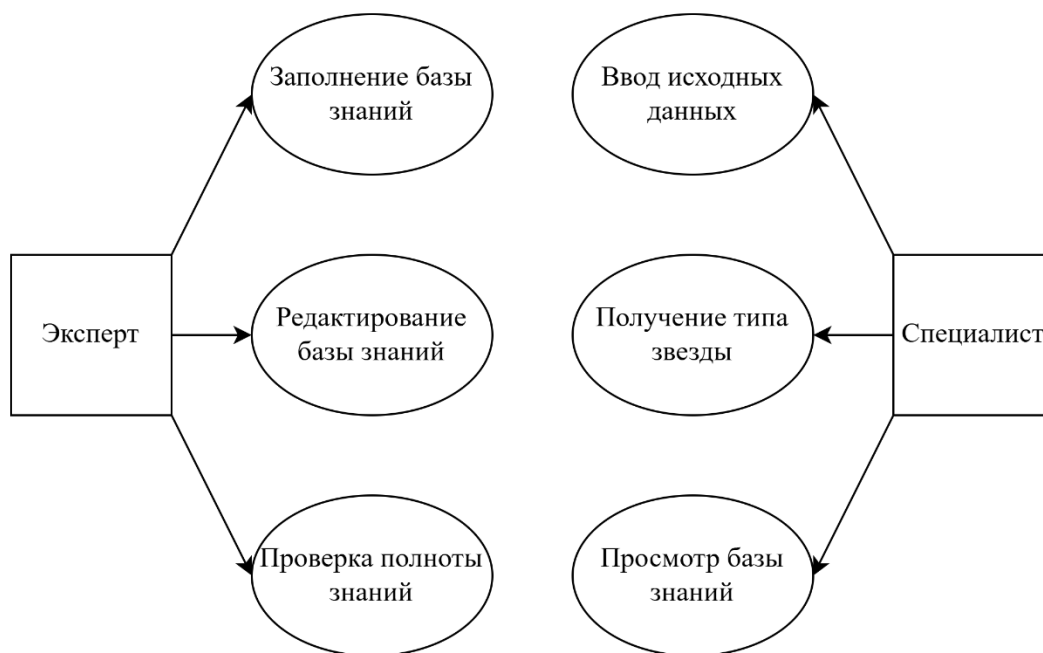 Заполнение базы
знаний
Ввод исходных
данных
Эксперт
Редактирование
базы знаний
Получение типа
звезды
Специалист
Проверка полноты
знаний
Просмотр базы
знаний